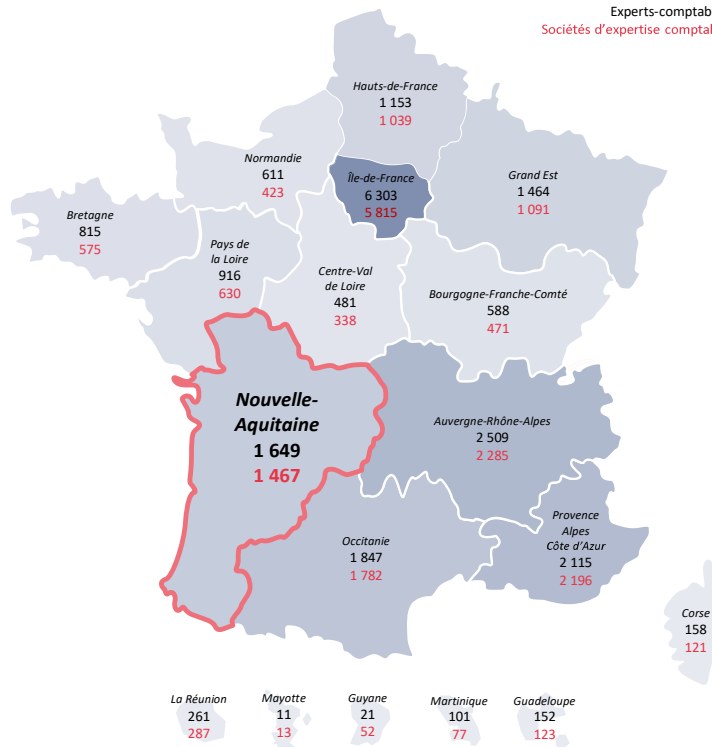 Experts-comptab
Sociétés d'expertise comptal
Hauts-de-France
1 153
1 039
Normandie
611
423
Île-de-France
6 303
5 815
Grand Est
1 464
1 091
Bretagne
815
575
Pays de
la Loire
916
630
Centre-Val
de Loire
481
338
Bourgogne-Franche-Comté
588
471
Nouvelle-
Aquitaine
1 649
1 467
Auvergne-Rhône-Alpes
2 509
2 285
Provence
Alpes
Côte d'Azur
2 115
2 196
Occitanie
1 847
1 782
Corse
158
121
La Réunion
261
287
Mayotte
11
13
Guyane
21
52
Martinique
101
77
Guadeloupe
152
123